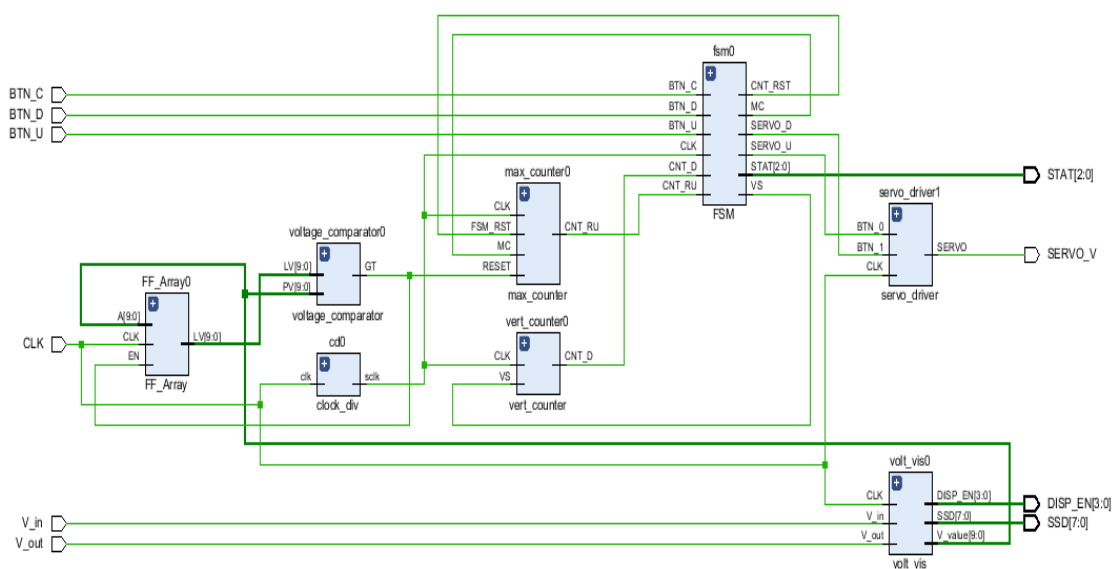 fsm0
BTN_C
BTN_D
BTN_U
BTN_C
BTN_D
BTN_U
CLK
CNT_D
CNT_RU
CNT_RST
MC
SERVO_D
SERVO_U
STAT[2:0]
VS
FSM
STAT[2:0]
max_counter0
CLK
FSM_RST
MC
RESET
CNT_RU
max_counter
servo_driver1
BTN_0
BTN_1
CLK
SERVO
servo_driver
SERVO_V
voltage_comparator0
LV[9:0]
PV[9:0]
GT
voltage_comparator
FF_Array0
A[9:0]
CLK
EN
LV[9:0]
FF_Array
CLK
vert_counter0
CLK
VS
CNT_D
vert_counter
cd0
clk
sclk
clock_div
volt_vis0
CLK
V_in
V_out
DISP_EN[3:0]
SSD[7:0]
V_value[9:0]
volt_vis
V_in
V_out
DISP_EN[3:0]
SSD[7:0]